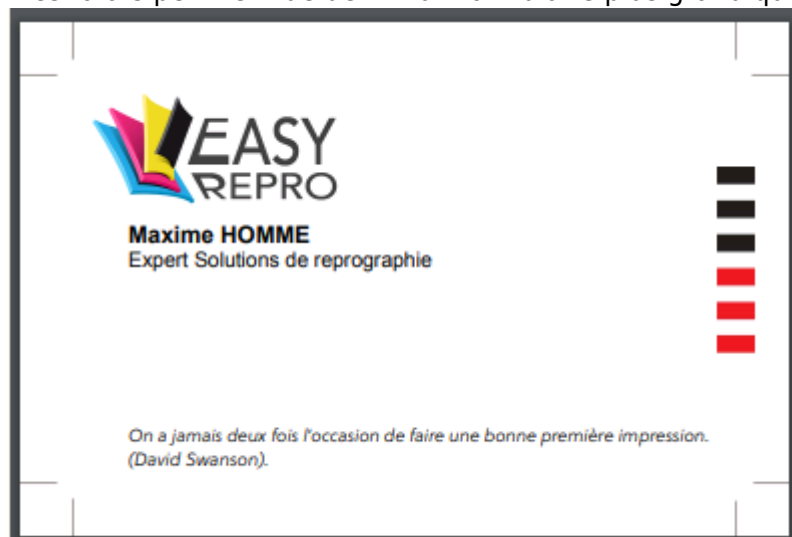 EASY
REPRO
Maxime HOMME
Expert Solutions de reprographie
On a jamais deux fois l'occasion de faire une bonne première impression.
(David Swanson).